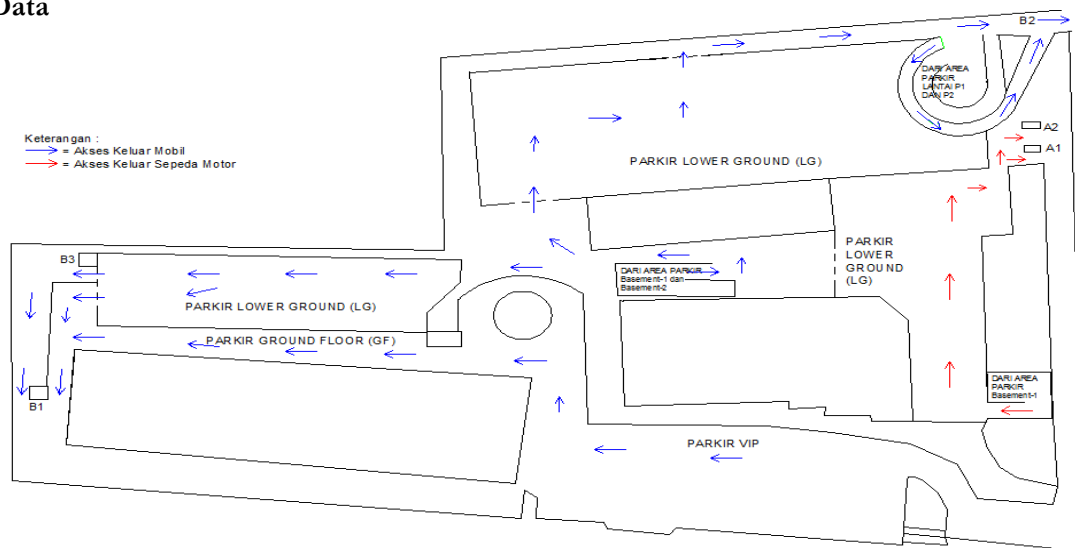 Data
B2
DARI AREA
PARKIR
LANTAI P1
DAN P2
A2
A1
Keterangan :
= Akses Keluar Mobil
= Akses Keluar Sepeda Motor
PARKIR LOWER GROUND (LG)
PARKIR
LOWER
GROUND
(LG)
B3
DARI AREA PARKIR
Basement-1 dan
Basement-2
PARKIR LOWER GROUND (LG)
PARKIR GROUND FLOOR (GF)
DARI AREA
PARKIR
Basement-1
B1
PARKIR VIP